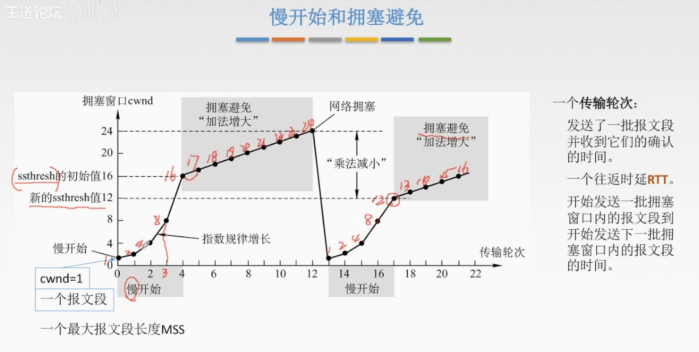 王道论坛
慢开始和拥塞避免
拥塞窗口cwnd
拥塞避免
“加法增大”
网络拥塞
24
20
ssthresh的初始值16
新的ssthresh值12
8
4
0
“乘法减小”
拥塞避免
“加法增大”
指数规律增长
慢开始
传输轮次
0 2 4 6 8 10 12 14 16 18 20 22
慢开始
慢开始
cwnd=1
一个报文段
一个最大报文段长度MSS
1 2 4 8 16 17 18 19 20 21 22 23 24
3
1 2 4 8 12 13 14 15 16
一个传输轮次:
发送了一批报文段
并收到它们的确认
的时间。
一个往返时延RTT。
开始发送一批拥塞
窗口内的报文段到
开始发送下一批拥
塞窗口内的报文段
的时间。